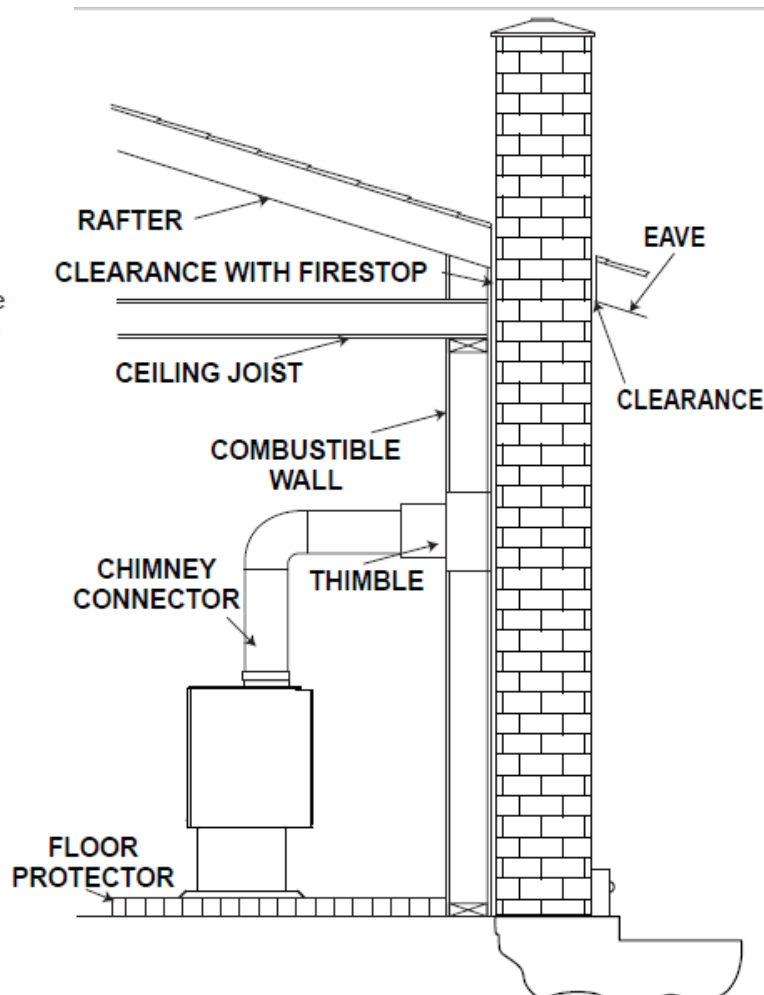 RAFTER
EAVE
CLEARANCE WITH FIRESTOP
e
CEILING JOIST
CLEARANCE
COMBUSTIBLE
WALL
CHIMNEY
CONNECTOR
THIMBLE
FLOOR
PROTECTOR